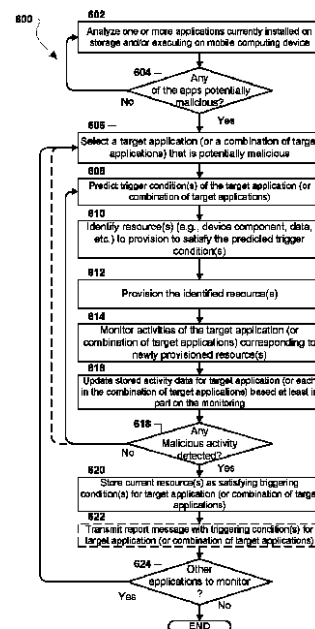 600
602
Analyze one or more applications currently installed on
storage and/or executing on mobile computing device
604
Any
of the apps potentially
malicious?
No
Yes
606
Select a target application (or a combination of target
applications) that is potentially malicious
608
Predict trigger condition(s) of the target application (or
combination of target applications)
610
Identify resource(s) (e.g., device component, data,
etc.) to provision to satisfy the predicted trigger
condition(s)
612
Provision the identified resource(s)
614
Monitor activities of the target application (or
combination of target applications) corresponding to
newly provisioned resource(s)
616
Update stored activity data for target application (or each
in the combination of target applications) based at least in
part on the monitoring
618
Any
Malicious activity
detected?
No
Yes
620
Store current resource(s) as satisfying triggering
condition(s) for target application (or combination of target
applications)
622
Transmit report message with triggering condition(s) for
target application (or combination of target applications)
624
Other
applications to monitor
?
Yes
No
END